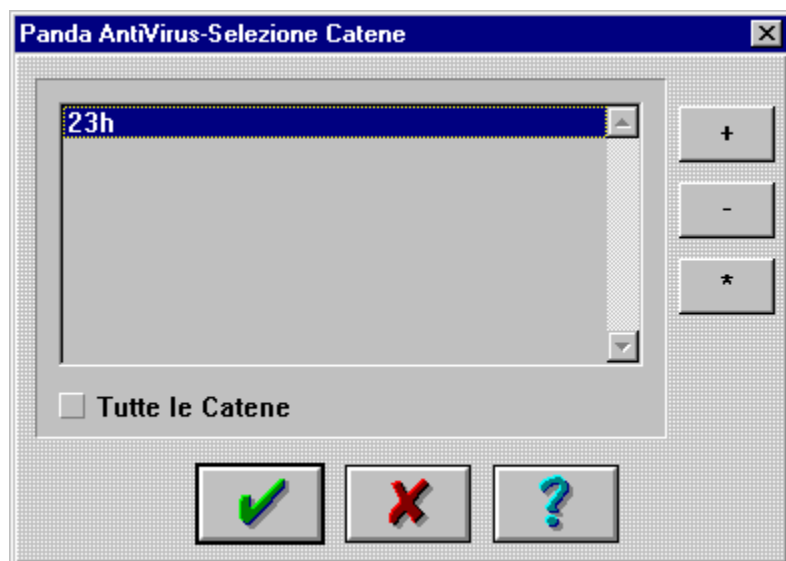 Panda AntiVirus-Selezione Catene
23h
+
-
*
Tutte le Catene
?